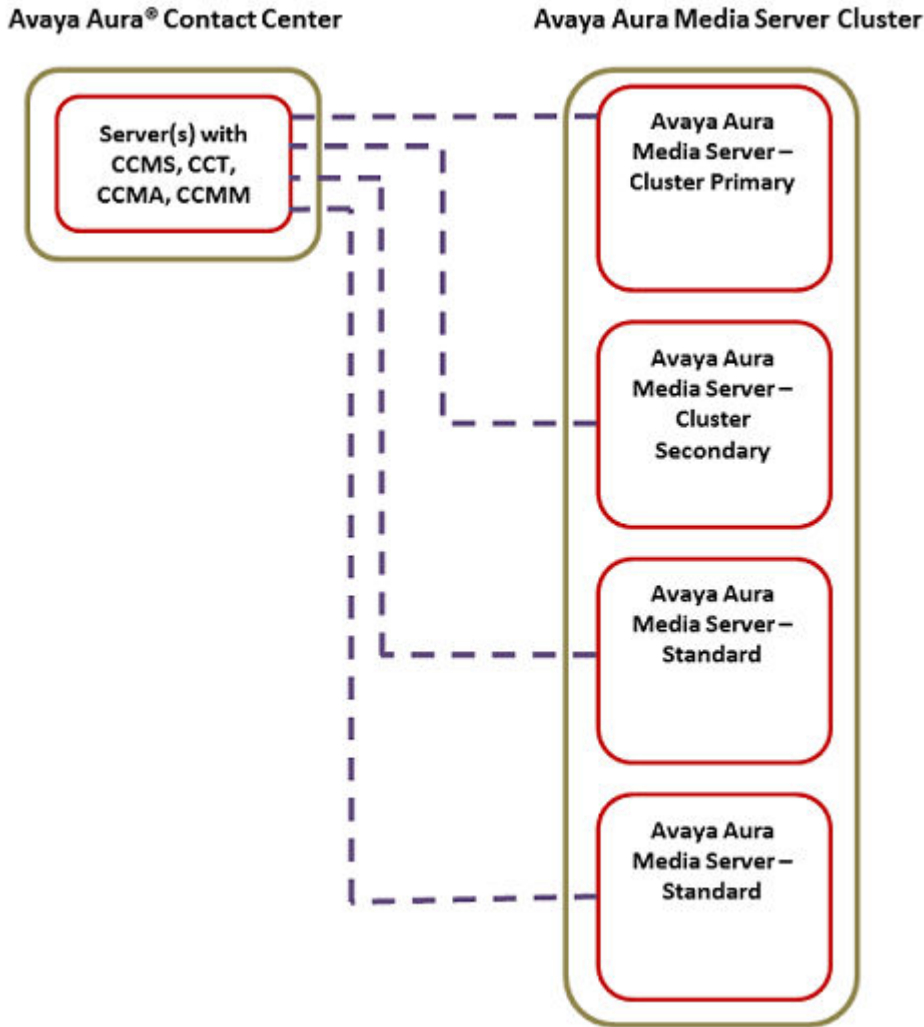 Avaya Aura® Contact Center
Avaya Aura Media Server Cluster
Server(s) with
CCMS, CCT,
CCMA, CCMM
Avaya Aura
Media Server –
Cluster Primary
Avaya Aura
Media Server –
Cluster
Secondary
Avaya Aura
Media Server –
Standard
Avaya Aura
Media Server –
Standard